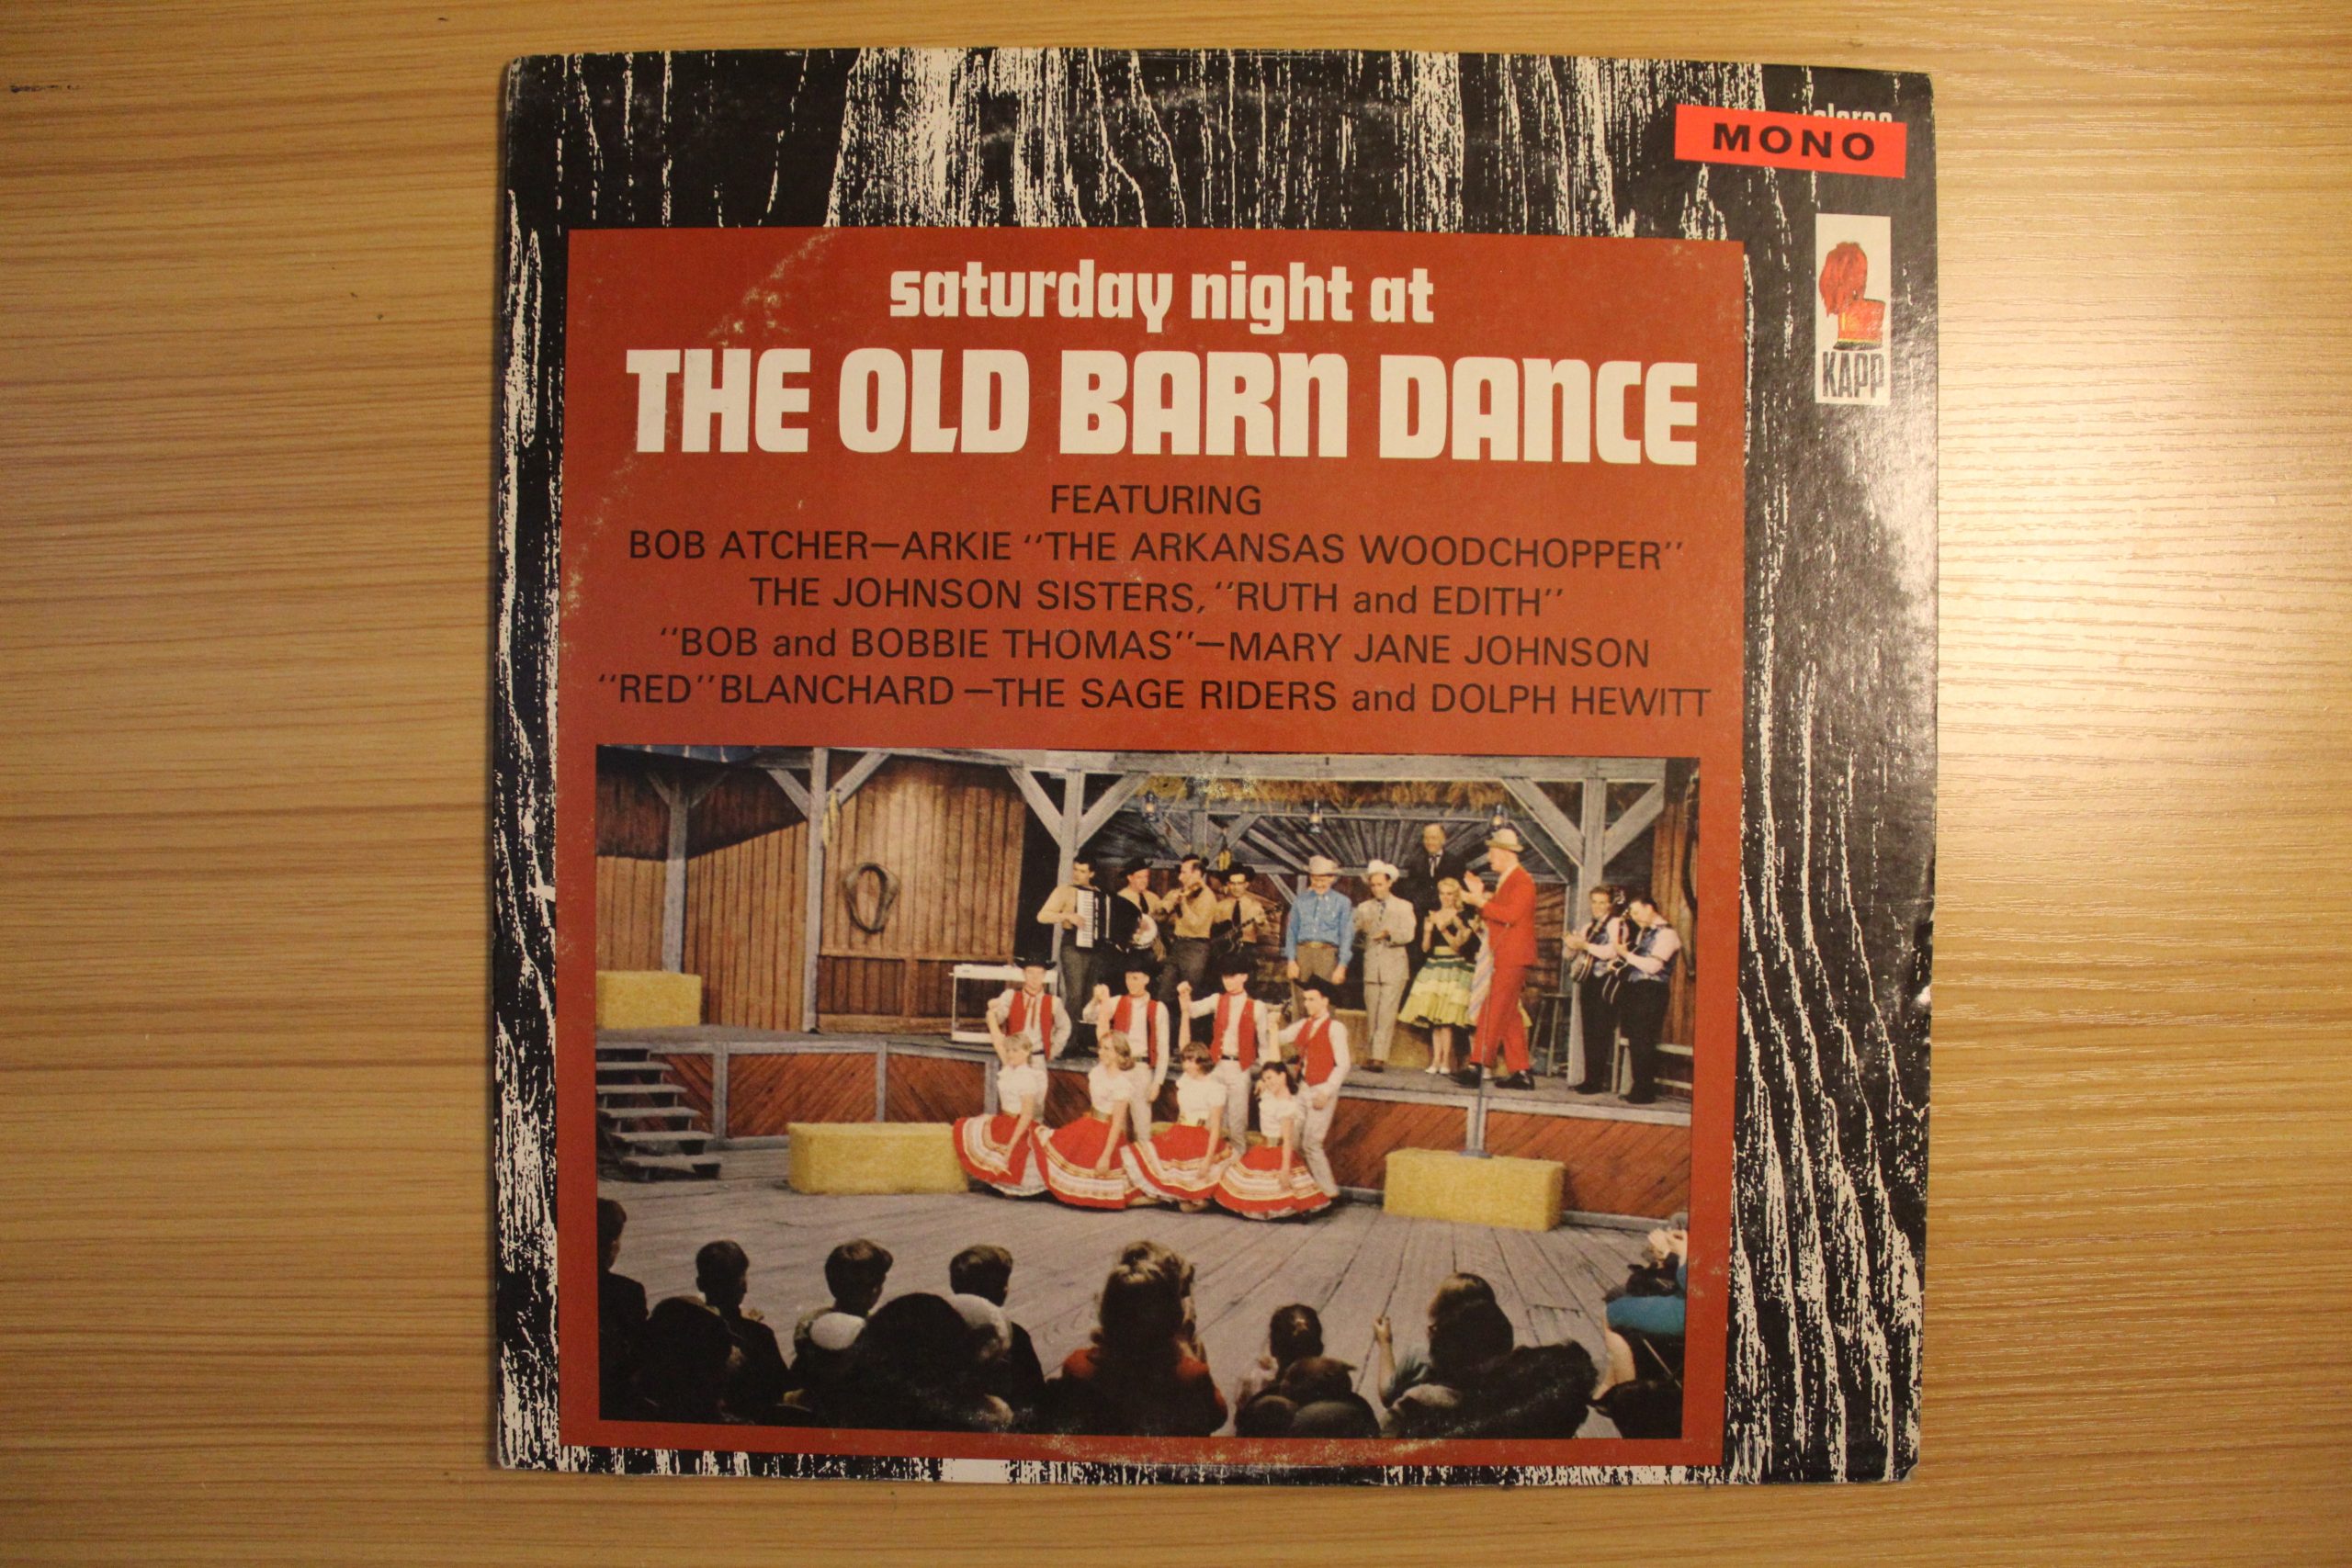 stereo
MONO
KAPP
saturday night at
THE OLD BARN DANCE
FEATURING
BOB ATCHER—ARKIE "THE ARKANSAS WOODCHOPPER"
THE JOHNSON SISTERS, "RUTH and EDITH"
"BOB and BOBBIE THOMAS"—MARY JANE JOHNSON
"RED" BLANCHARD—THE SAGE RIDERS and DOLPH HEWITT